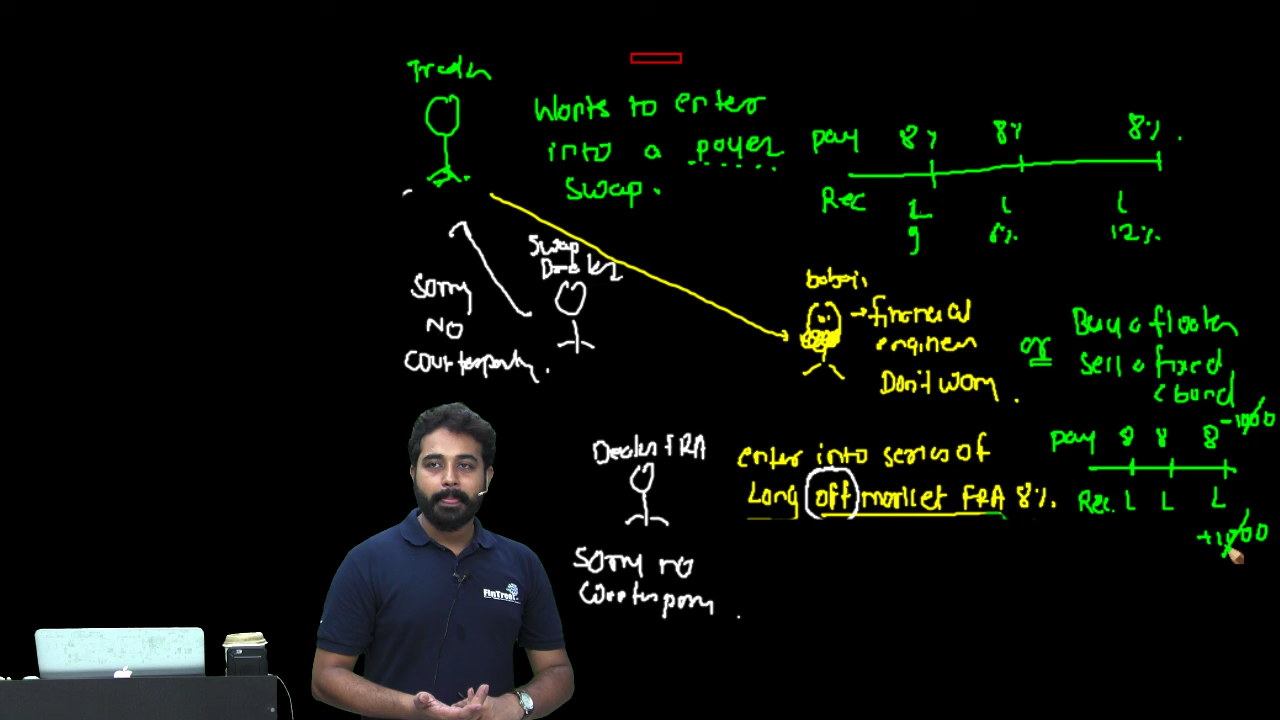 Trader
Wants to enter
into a payer
swap.
pay 8% 8% 8%.
Rec L L L
9 8% 12%.
Swap
Dealer
Sorry
NO
counterparty.
financial
engineer
Don't worry.
or
Buy a floater
Sell a fixed
c bond
-1000
pay 8 8 8
Rec. L L L
+1000
Dealer FRA
enter into series of
Long off market FRA 8%.
Sorry no
Counterparty.
FinTree